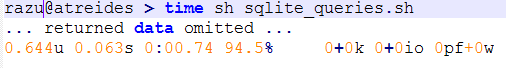 razu@atreides > time sh sqlite_queries.sh
... returned data omitted ...
0.644u 0.063s 0:00.74 94.5%     0+0k 0+0io 0pf+0w